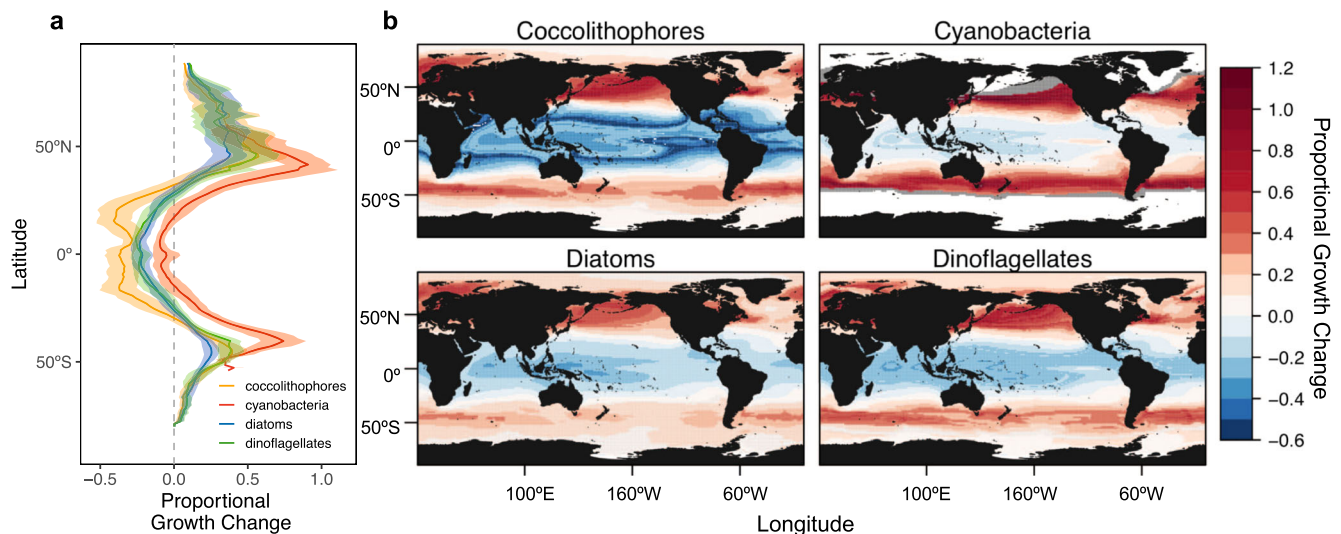 a
50ºN
0º
50ºS
Latitude
−0.5
0.0
0.5
1.0
Proportional
Growth Change
coccolithophores
cyanobacteria
diatoms
dinoflagellates
b
Coccolithophores
Cyanobacteria
50ºN
0º
50ºS
Diatoms
Dinoflagellates
50ºN
0º
50ºS
100ºE
160ºW
60ºW
100ºE
160ºW
60ºW
Longitude
1.2
1.0
0.8
0.6
0.4
0.2
0.0
−0.2
−0.4
−0.6
Proportional Growth Change